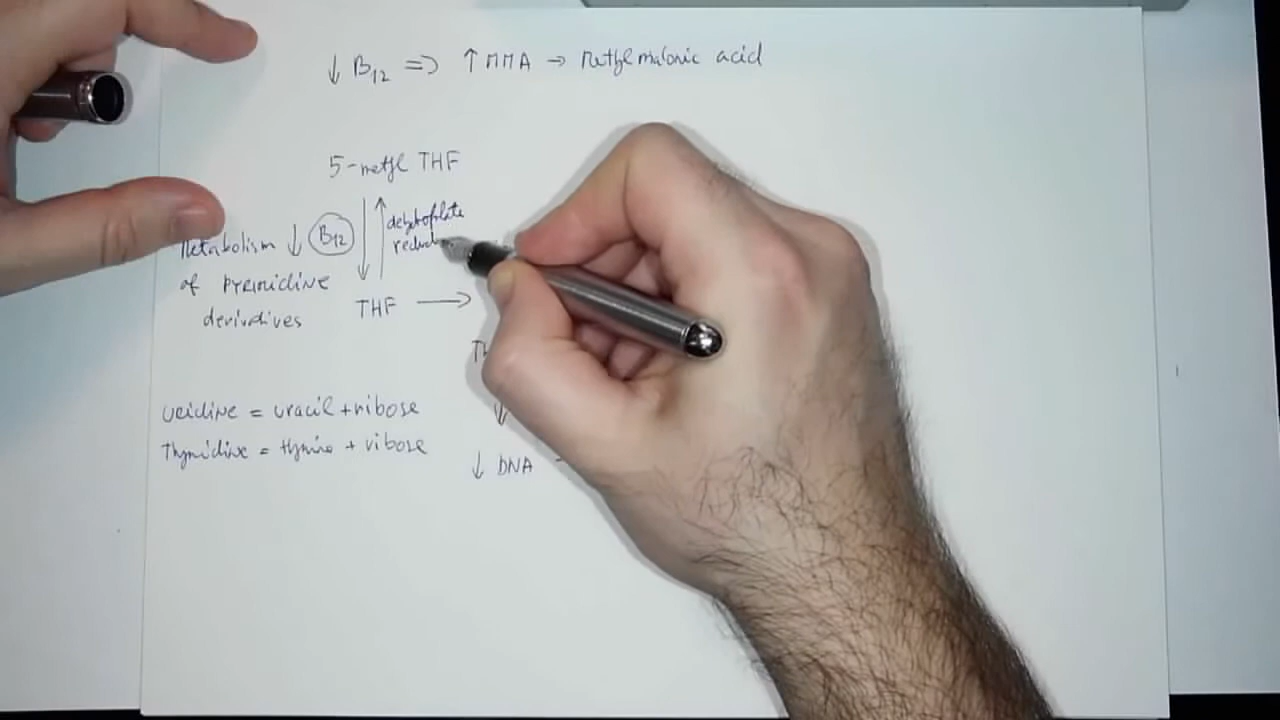 ↓ B12 => ↑ MMA → Methylmalonic acid
5-methyl THF
dehydrofolate
Metabolism ↓ B12
of pyrimidine
THF →
derivatives
Uridine = uracil + ribose
Thymidine = thymine + ribose
↓ DNA